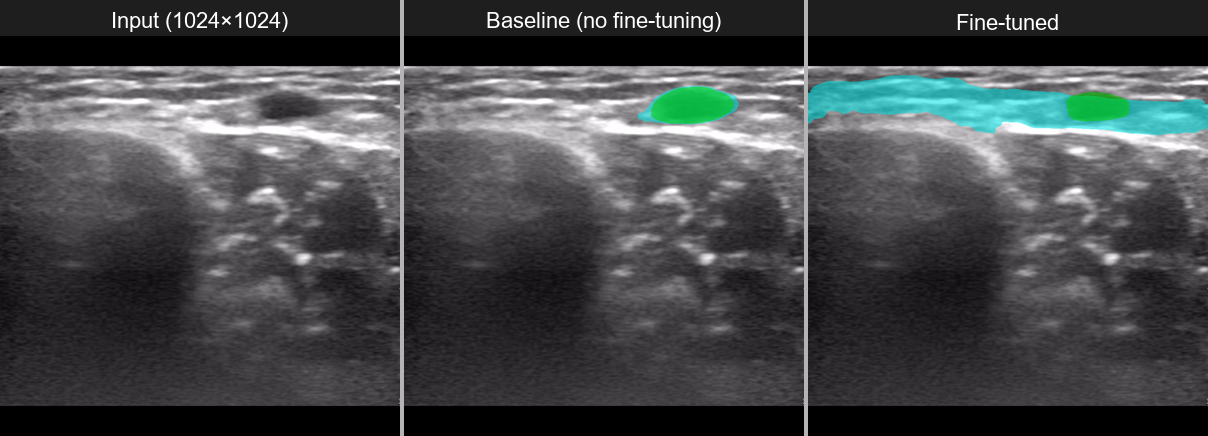 Input (1024×1024)
Baseline (no fine-tuning)
Fine-tuned